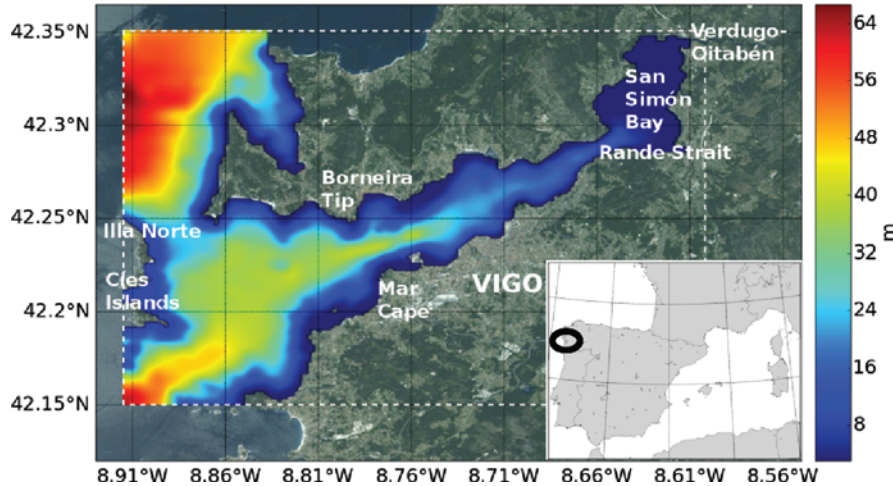 42.35°N
42.3°N
42.25°N
42.2°N
42.15°N
8.91°W
8.86°W
8.81°W
8.76°W
8.71°W
8.66°W
8.61°W
8.56°W
Verdugo-
Oitabén
San
Simón
Bay
Rande Strait
Borneira
Tip
Illa Norte
Cíes
Islands
Mar
Cape
VIGO
64
56
48
40
32
24
16
8
m